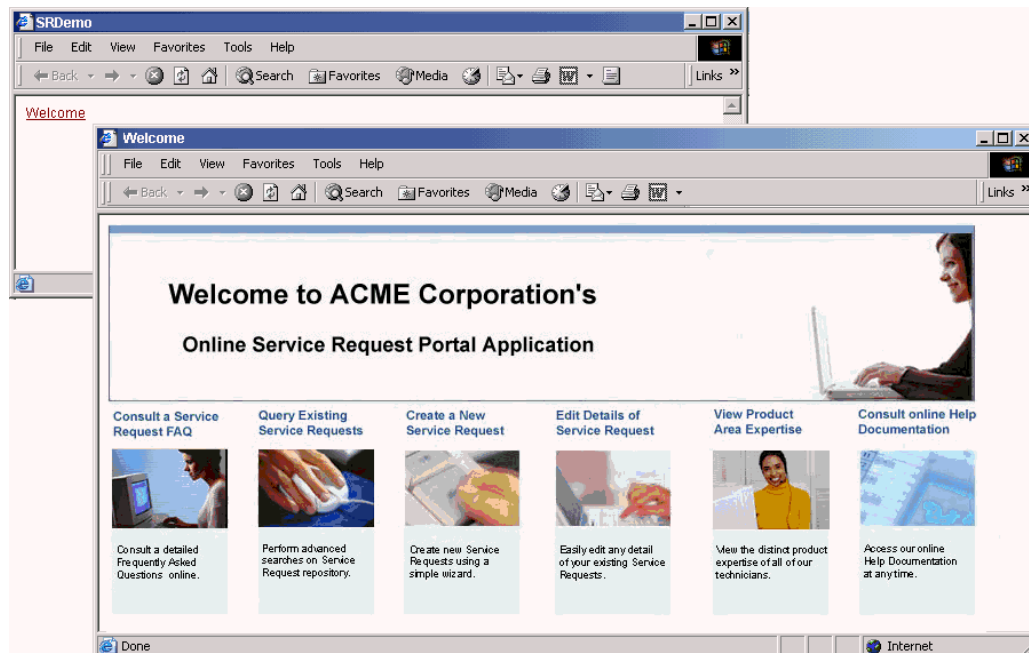 SRDemo
File Edit View Favorites Tools Help
Back Search Favorites Media Links »
Welcome
Welcome
File Edit View Favorites Tools Help
Back Search Favorites Media Links »
Welcome to ACME Corporation's
Online Service Request Portal Application
Consult a Service
Request FAQ
Consult a detailed
Frequently Asked
Questions online.
Query Existing
Service Requests
Perform advanced
searches on Service
Request repository.
Create a New
Service Request
Create new Service
Requests using a
simple wizard.
Edit Details of
Service Request
Easily edit any detail
of your existing Service
Requests.
View Product
Area Expertise
View the distinct product
expertise of all of our
technicians.
Consult online Help
Documentation
Access our online
Help Documentation
at anytime.
Done Internet